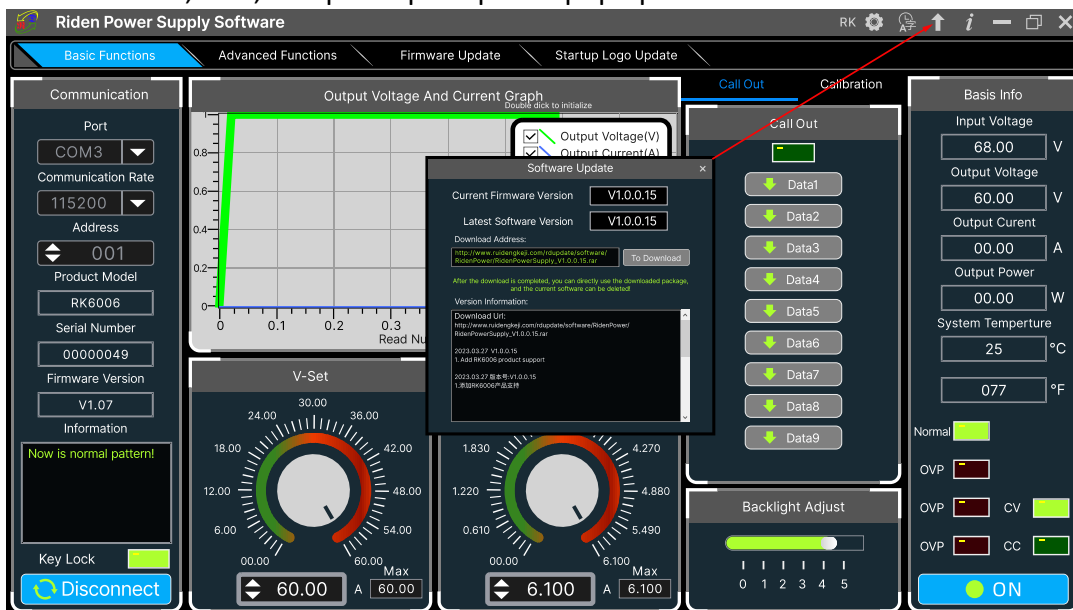 Riden Power Supply Software
RK
Basic Functions
Advanced Functions
Firmware Update
Startup Logo Update
Communication
Port
COM3
Communication Rate
115200
Address
001
Product Model
RK6006
Serial Number
00000049
Firmware Version
V1.07
Information
Now is normal pattern!
Key Lock
Disconnect
Output Voltage And Current Graph
Double dick to initialize
Output Voltage(V)
Output Current(A)
1
0.8
0.6
0.4
0.2
0
0 0.1 0.2 0.3
Read Nu
Software Update
×
Current Firmware Version V1.0.0.15
Latest Software Version V1.0.0.15
Download Address:
http://www.ruidengkeji.com/rdupdate/software/
RidenPower/RidenPowerSupply_V1.0.0.15.rar
To Download
After the download is completed, you can directly use the downloaded package,
and the current software can be deleted!
Version Information:
Download Url:
http://www.ruidengkeji.com/rdupdate/software/RidenPower/
RidenPowerSupply_V1.0.0.15.rar
2023.03.27 V1.0.0.15
1. Add RK6006 product support
2023.03.27 版本号:V1.0.0.15
1.添加RK6006产品支持
V-Set
00.00
6.00
12.00
18.00
24.00
30.00
36.00
42.00
48.00
54.00
60.00
Max
60.00 A 60.00
00.00
0.610
1.220
1.830
4.270
4.880
5.490
6.100
Max
6.100 A 6.100
Call Out
Calibration
Call Out
Data1
Data2
Data3
Data4
Data5
Data6
Data7
Data8
Data9
Backlight Adjust
0 1 2 3 4 5
Basis Info
Input Voltage
68.00 V
Output Voltage
60.00 V
Output Curent
00.00 A
Output Power
00.00 W
System Temperture
25 °C
077 °F
Normal
OVP
OVP CV
OVP CC
ON